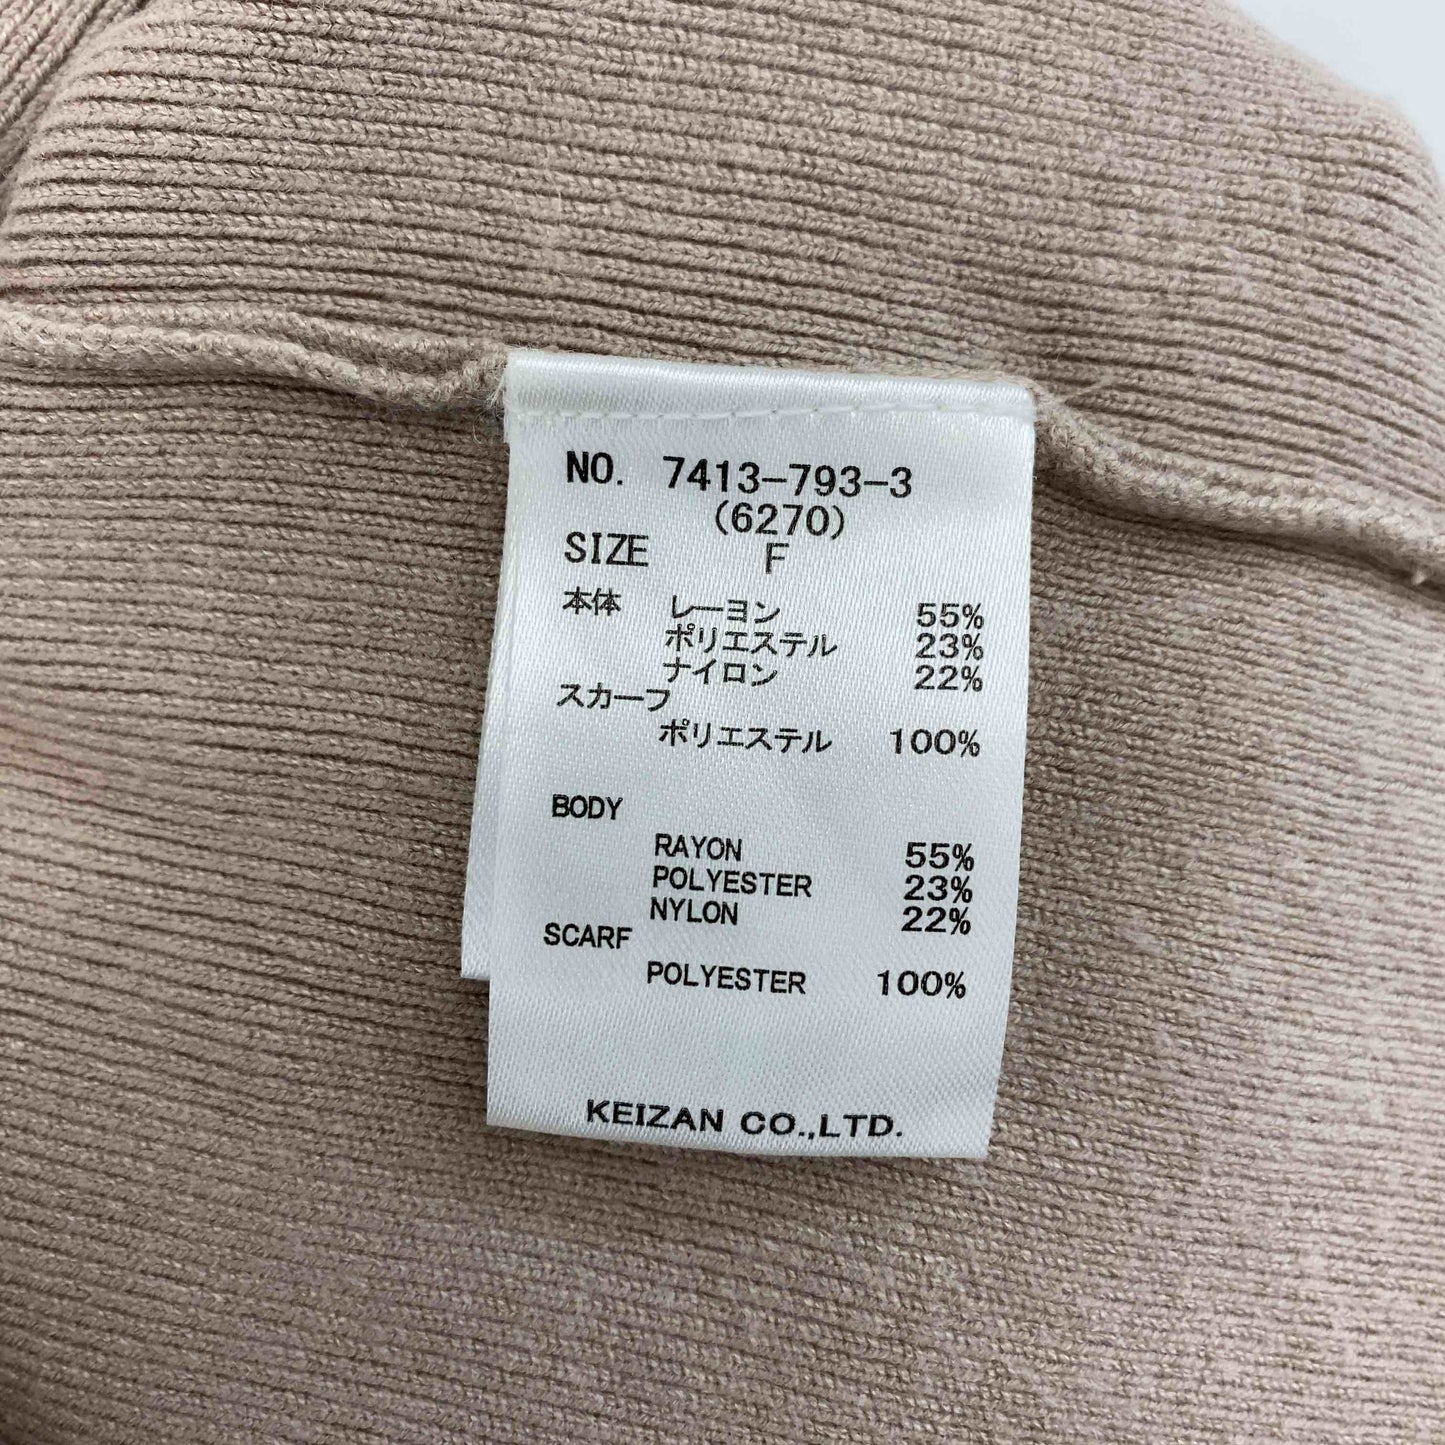 NO. 7413-793-3
(6270)
SIZE F
本体 レーヨン 55%
ポリエステル 23%
ナイロン 22%
スカーフ
ポリエステル 100%
BODY
RAYON 55%
POLYESTER 23%
NYLON 22%
SCARF
POLYESTER 100%
KEIZAN CO.,LTD.